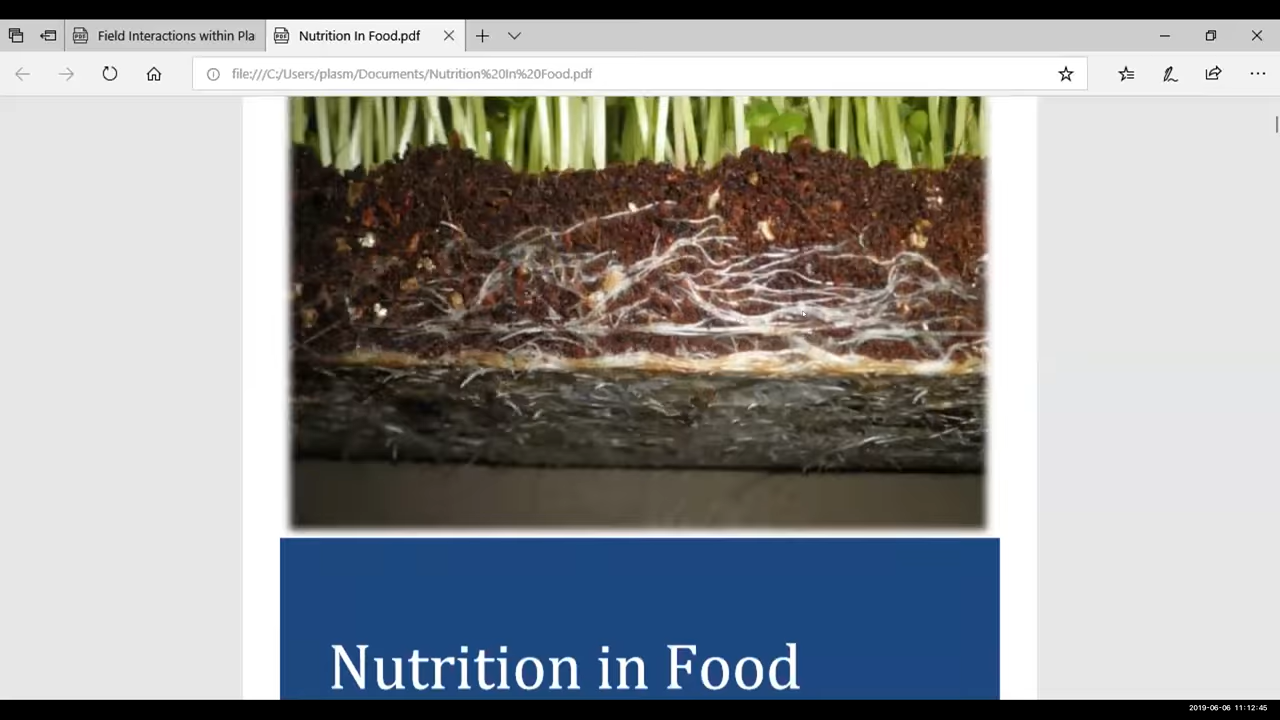 Field Interactions within Pla
Nutrition In Food.pdf
file:///C:/Users/plasm/Documents/Nutrition%20In%20Food.pdf
Nutrition in Food
2019-06-06 11:12:45